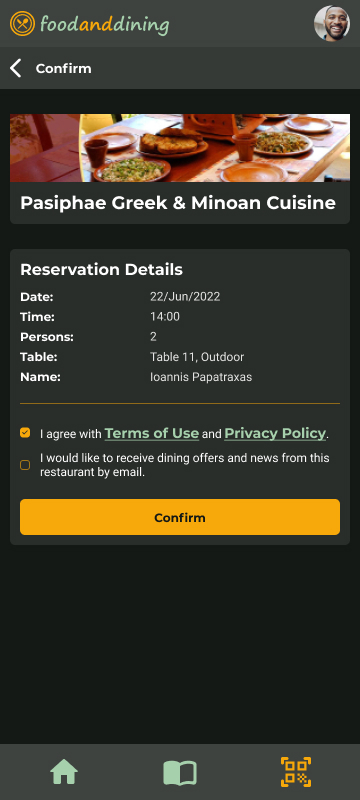 foodanddining
Confirm
Pasiphae Greek & Minoan Cuisine
Reservation Details
Date: 22/Jun/2022
Time: 14:00
Persons: 2
Table: Table 11, Outdoor
Name: Ioannis Papatraxas
I agree with Terms of Use and Privacy Policy.
I would like to receive dining offers and news from this
restaurant by email.
Confirm